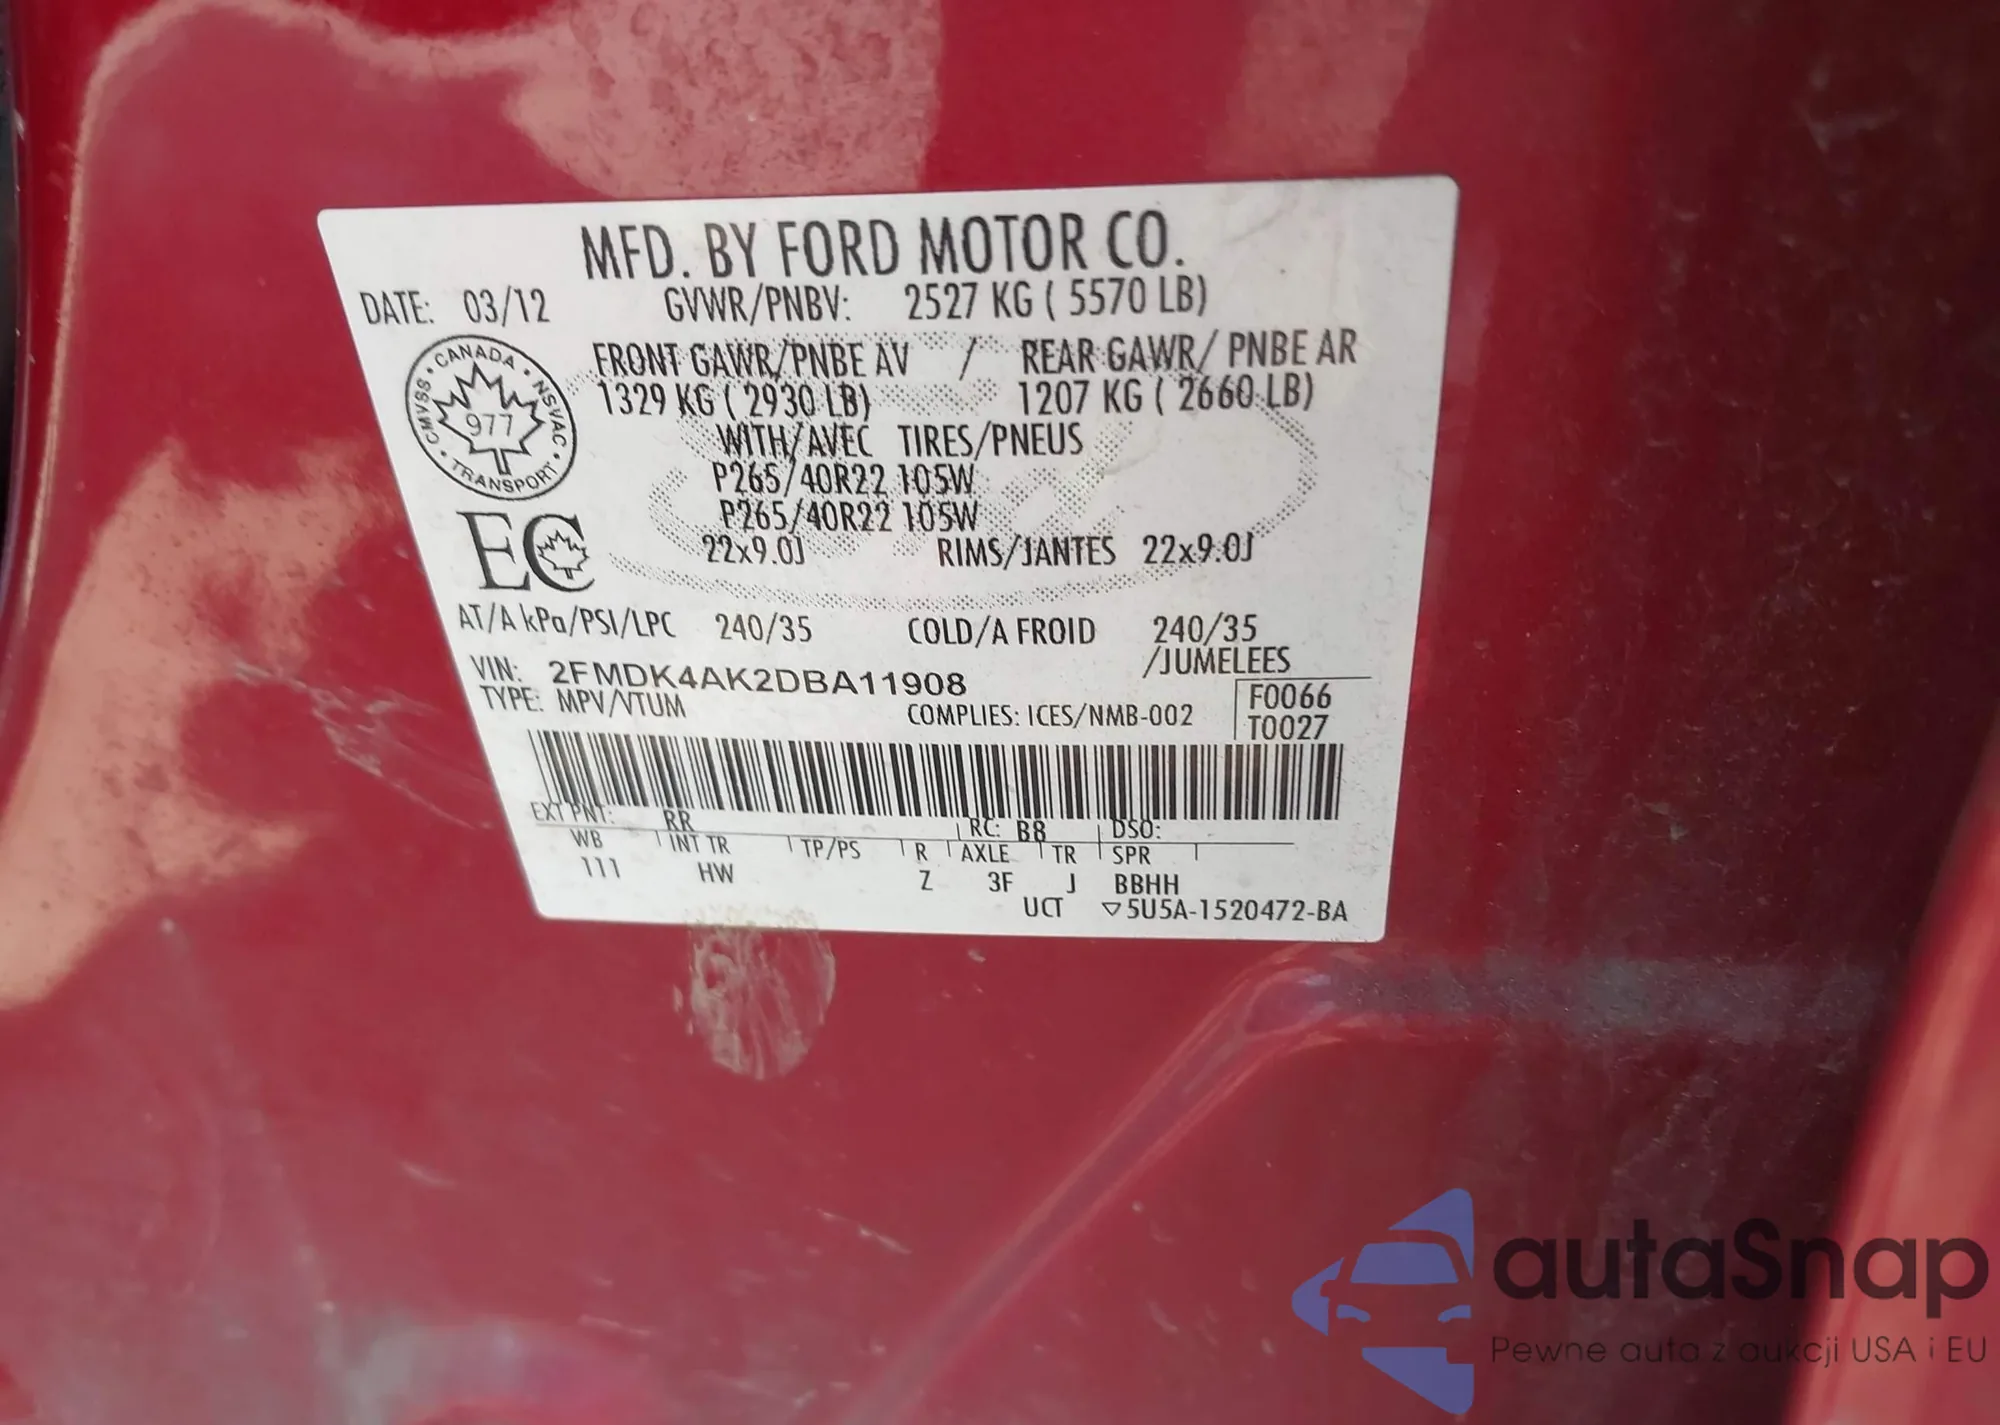 MFD. BY FORD MOTOR CO.
DATE: 03/12 GVWR/PNBV: 2527 KG ( 5570 LB)
FRONT GAWR/PNBE AV / REAR GAWR/ PNBE AR
1329 KG ( 2930 LB) 1207 KG ( 2660 LB)
WITH/AVEC TIRES/PNEUS
P265/40R22 105W
P265/40R22 105W
22x9.0J RIMS/JANTES 22x9.0J
CANADA · NSVAC · TRANSPORT · CMVSS ·
977
EC
AT/A kPa/PSI/LPC 240/35 COLD/A FROID 240/35
/JUMELEES
VIN: 2FMDK4AK2DBA11908
TYPE: MPV/VTUM
COMPLIES: ICES/NMB-002
F0066
T0027
EXT PNT: RR RC: B8 DSO:
WB INT TR TP/PS R AXLE TR SPR
111 HW Z 3F J BBHH
UCT ▽5U5A-1520472-BA
autaSnap
Pewne auto z aukcji USA i EU